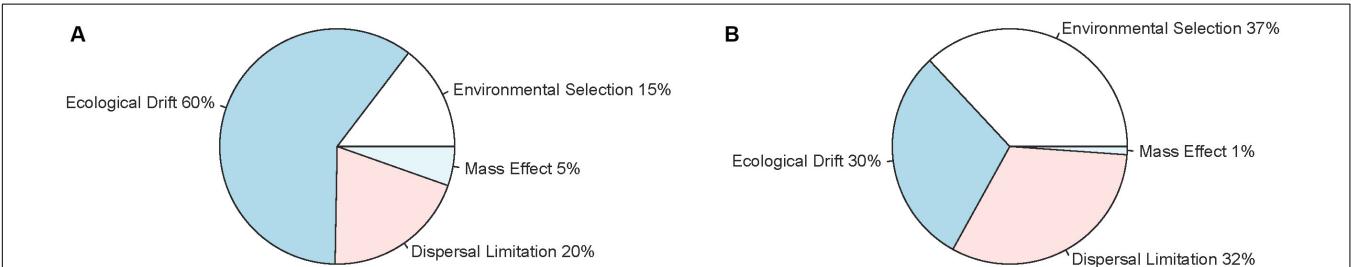 A
Ecological Drift 60%
Environmental Selection 15%
Mass Effect 5%
Dispersal Limitation 20%
B
Environmental Selection 37%
Ecological Drift 30%
Mass Effect 1%
Dispersal Limitation 32%